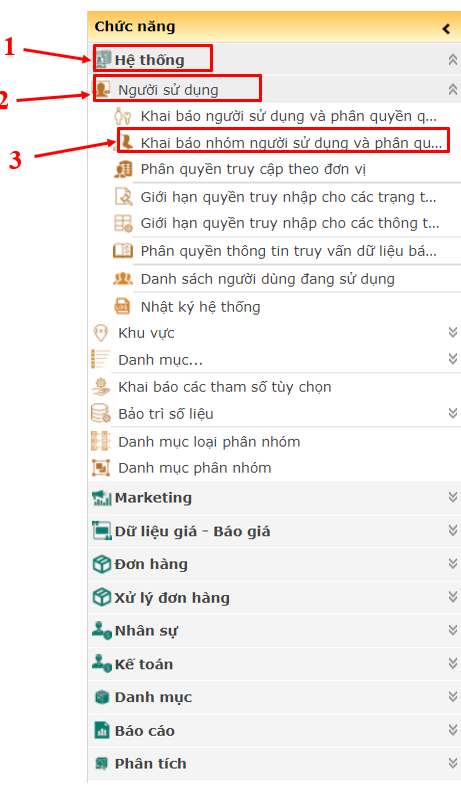 Chức năng
1
Hệ thống
2
Người sử dụng
Khai báo người sử dụng và phân quyền q...
3
Khai báo nhóm người sử dụng và phân qu...
Phân quyền truy cập theo đơn vị
Giới hạn quyền truy nhập cho các trạng t...
Giới hạn quyền truy nhập cho các thông t...
Phân quyền thông tin truy vấn dữ liệu bá...
Danh sách người dùng đang sử dụng
Nhật ký hệ thống
Khu vực
Danh mục...
Khai báo các tham số tùy chọn
Bảo trì số liệu
Danh mục loại phân nhóm
Danh mục phân nhóm
Marketing
Dữ liệu giá - Báo giá
Đơn hàng
Xử lý đơn hàng
Nhân sự
Kế toán
Danh mục
Báo cáo
Phân tích